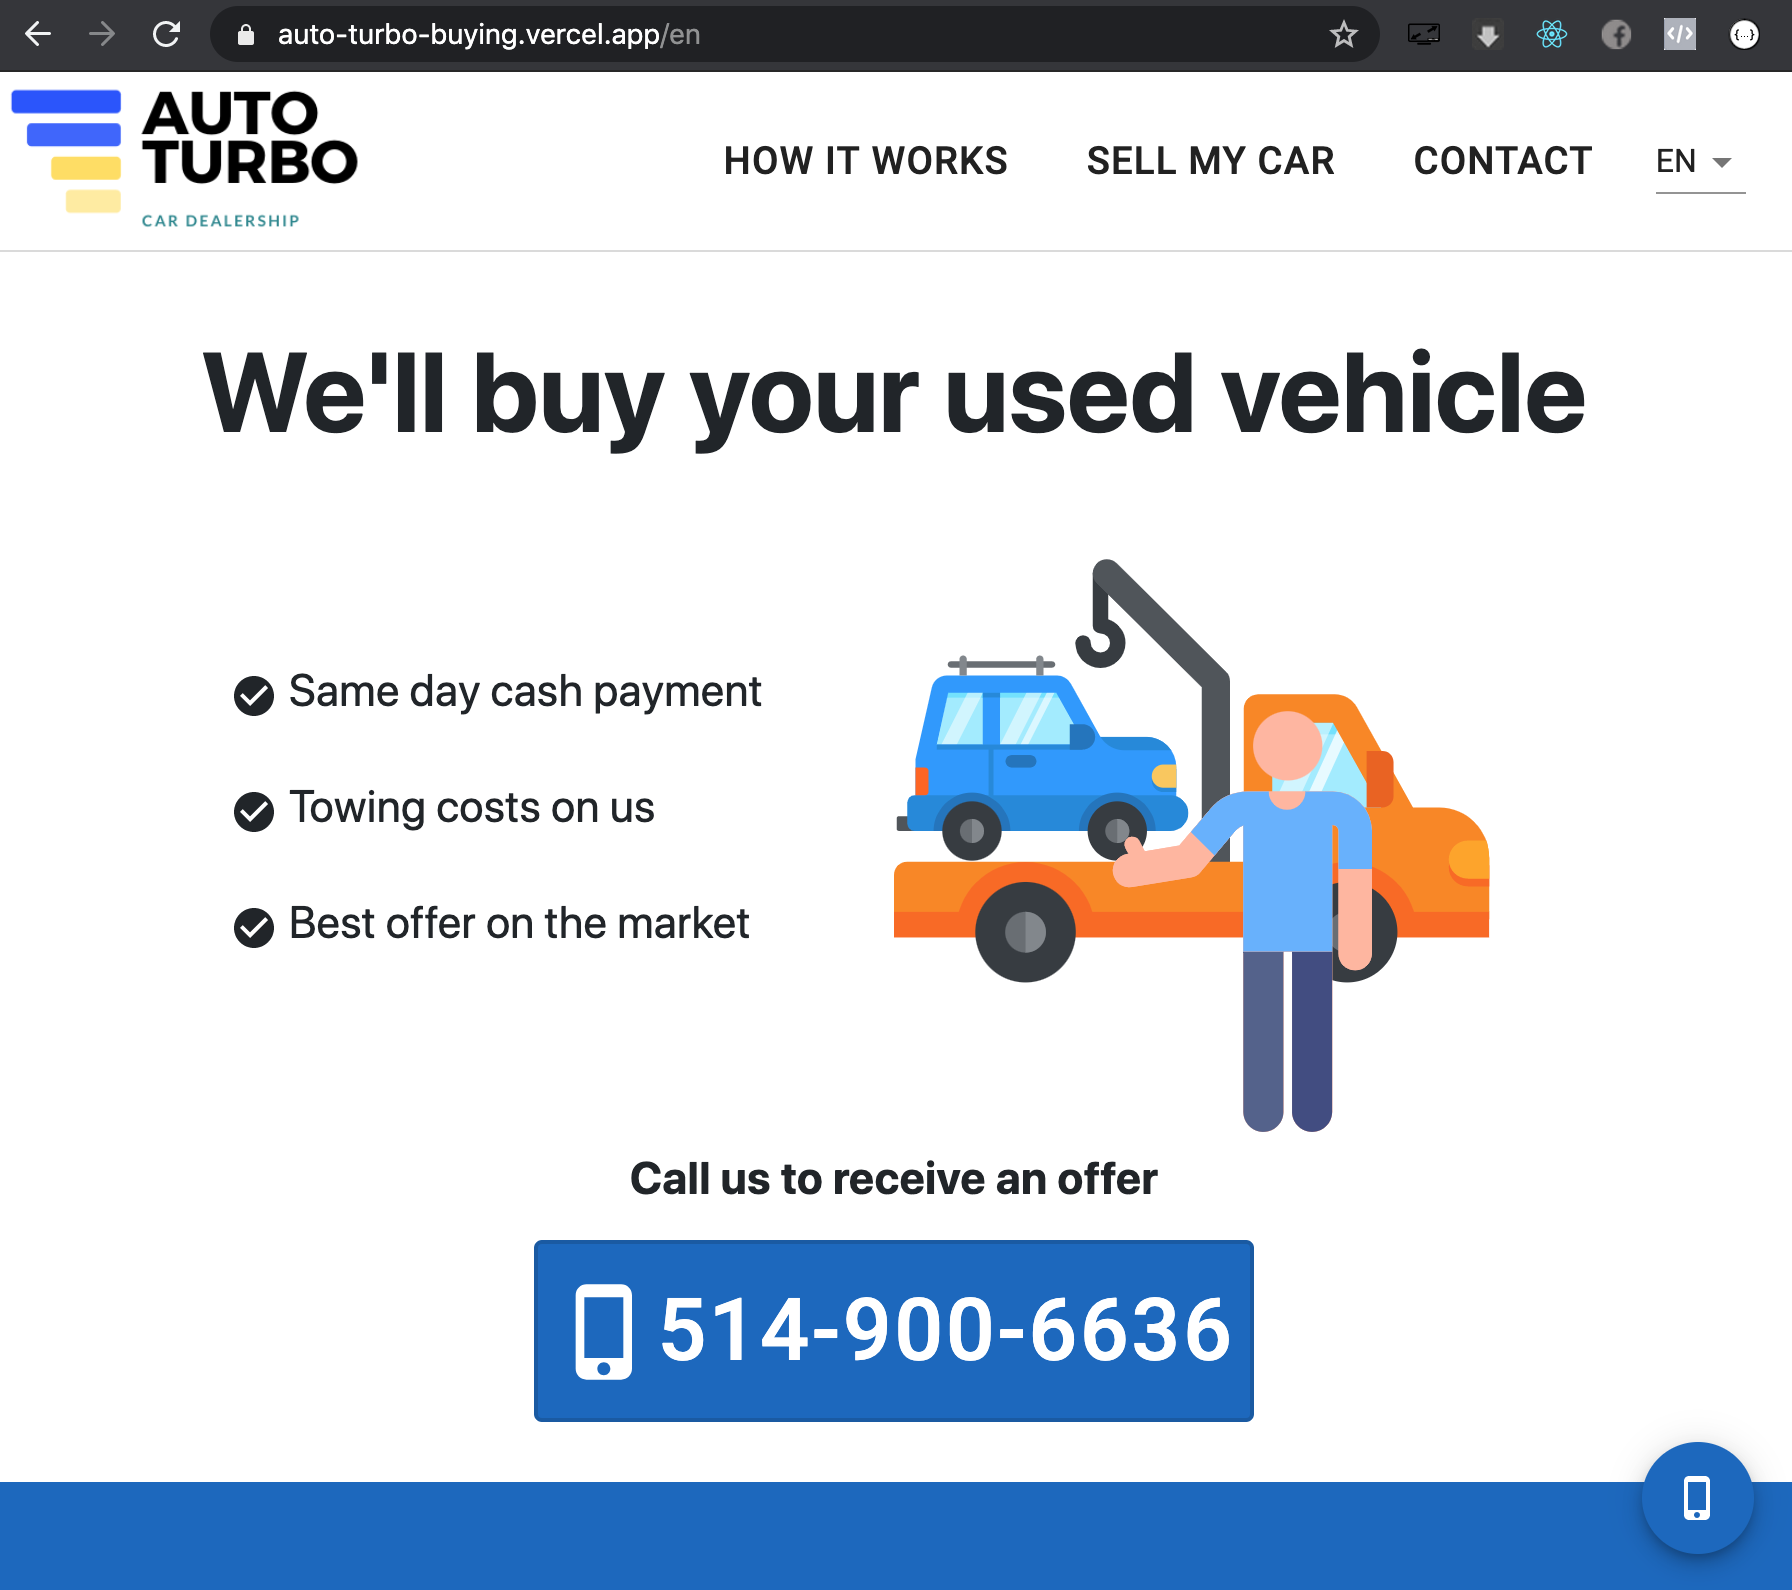 auto-turbo-buying.vercel.app/en
AUTO
TURBO
CAR DEALERSHIP
HOW IT WORKS
SELL MY CAR
CONTACT
EN
We'll buy your used vehicle
Same day cash payment
Towing costs on us
Best offer on the market
Call us to receive an offer
514-900-6636